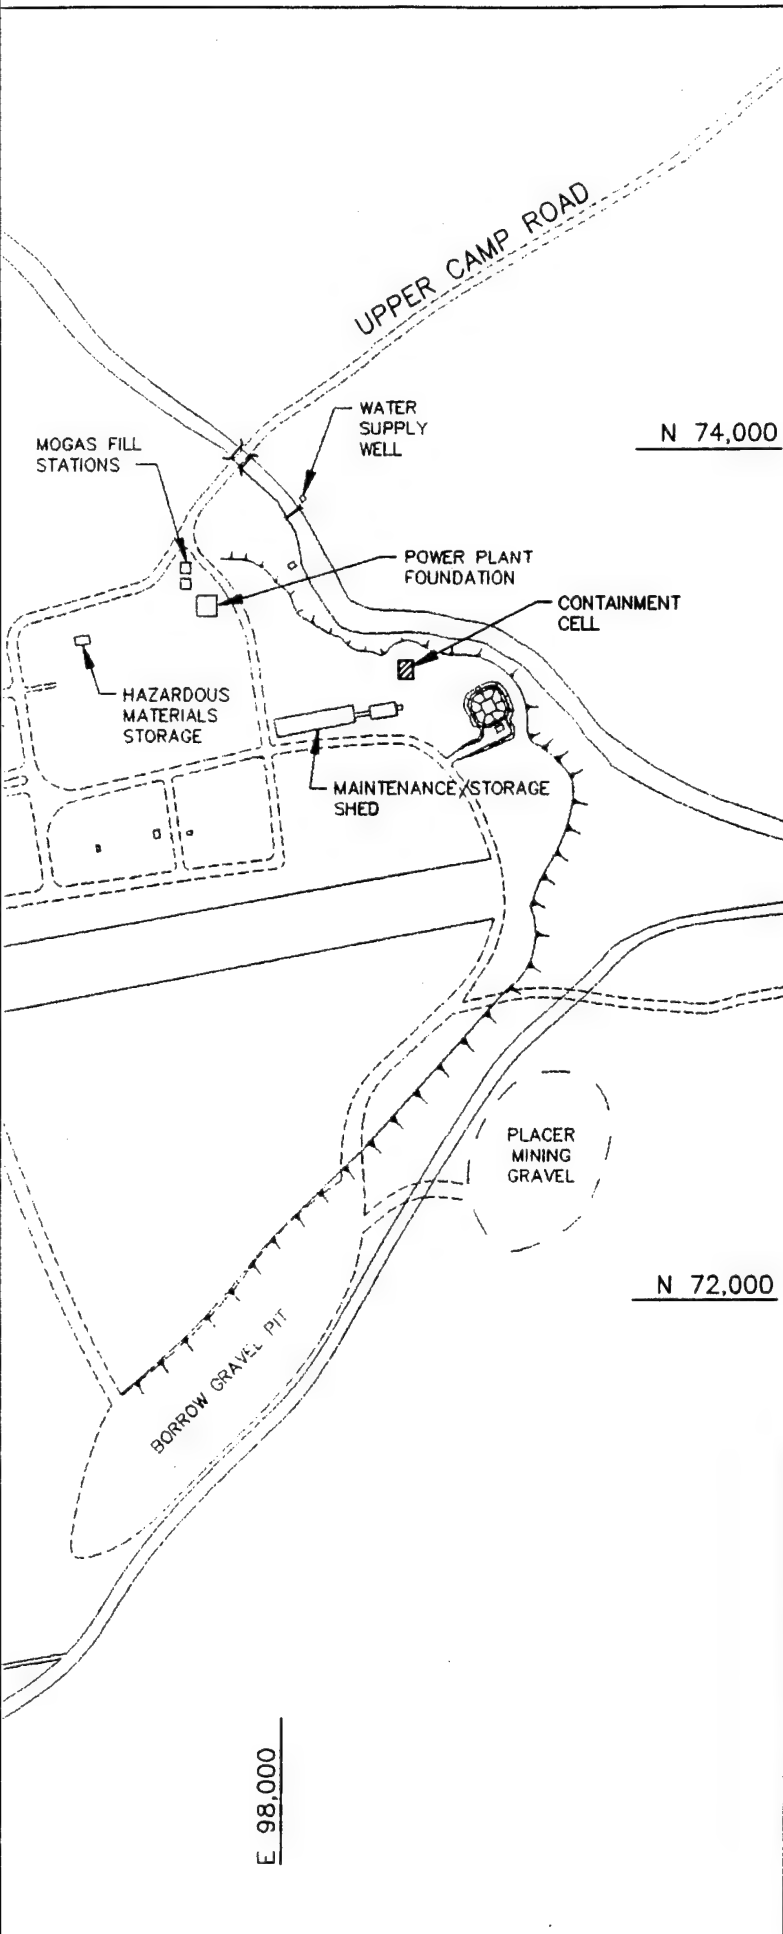 UPPER CAMP ROAD
WATER
SUPPLY
WELL
N 74,000
MOGAS FILL
STATIONS
POWER PLANT
FOUNDATION
CONTAINMENT
CELL
HAZARDOUS
MATERIALS
STORAGE
MAINTENANCE/STORAGE
SHED
PLACER
MINING
GRAVEL
N 72,000
BORROW GRAVEL PIT
E 98,000